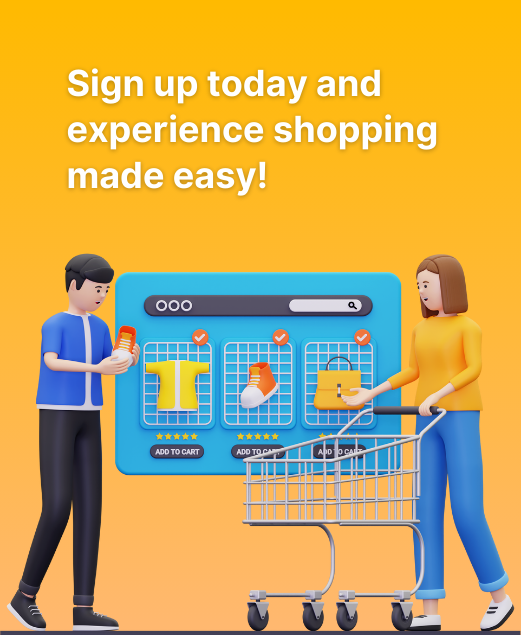 Sign up today and
experience shopping
made easy!
ADD TO CART
ADD TO CART
ADD TO CART